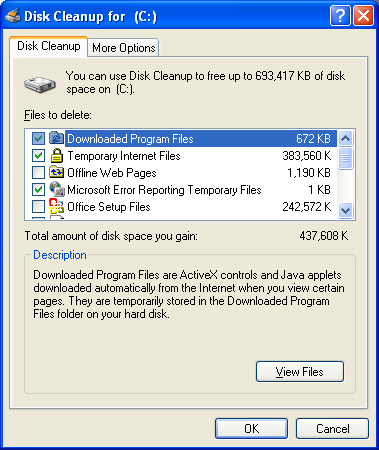 Disk Cleanup for (C:)
Disk Cleanup More Options
You can use Disk Cleanup to free up to 693,417 KB of disk
space on (C:).
Files to delete:
Downloaded Program Files 672 KB
Temporary Internet Files 383,560 K
Offline Web Pages 1,190 KB
Microsoft Error Reporting Temporary Files 1 KB
Office Setup Files 242,572 K
Total amount of disk space you gain: 437,608 K
Description
Downloaded Program Files are ActiveX controls and Java applets
downloaded automatically from the Internet when you view certain
pages. They are temporarily stored in the Downloaded Program
Files folder on your hard disk.
View Files
OK Cancel